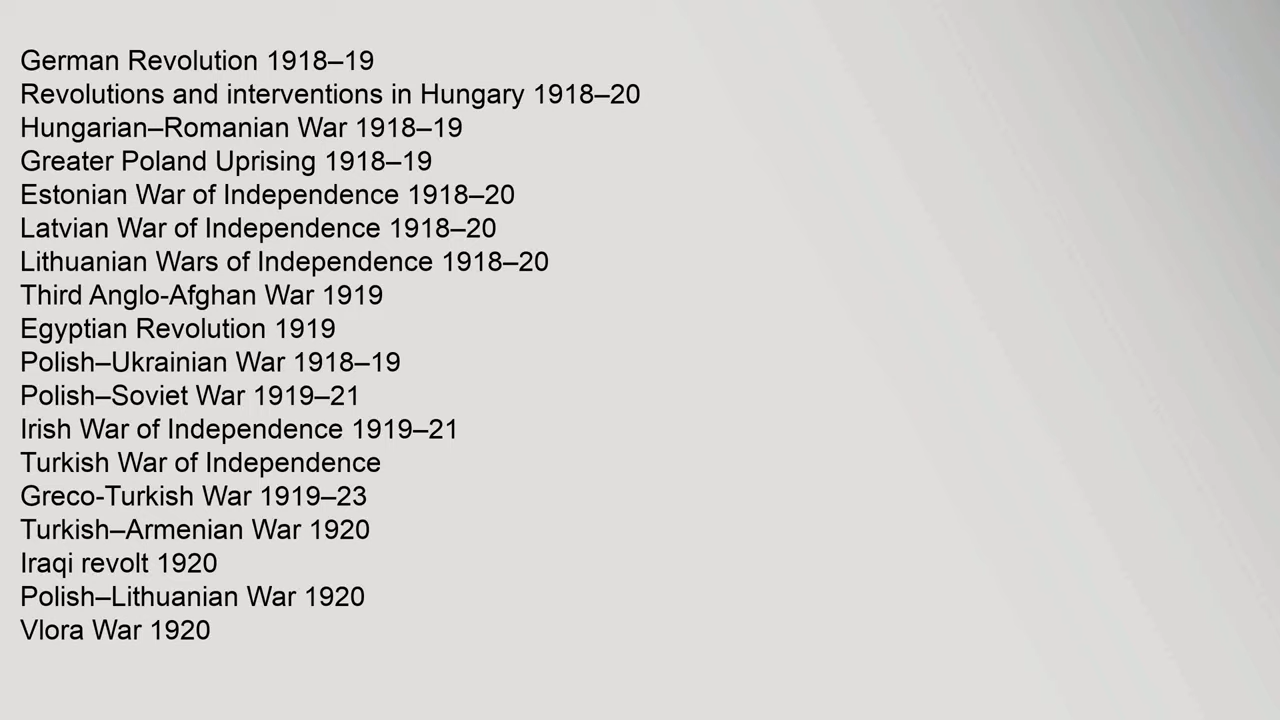 German Revolution 1918–19
Revolutions and interventions in Hungary 1918–20
Hungarian–Romanian War 1918–19
Greater Poland Uprising 1918–19
Estonian War of Independence 1918–20
Latvian War of Independence 1918–20
Lithuanian Wars of Independence 1918–20
Third Anglo-Afghan War 1919
Egyptian Revolution 1919
Polish–Ukrainian War 1918–19
Polish–Soviet War 1919–21
Irish War of Independence 1919–21
Turkish War of Independence
Greco-Turkish War 1919–23
Turkish–Armenian War 1920
Iraqi revolt 1920
Polish–Lithuanian War 1920
Vlora War 1920